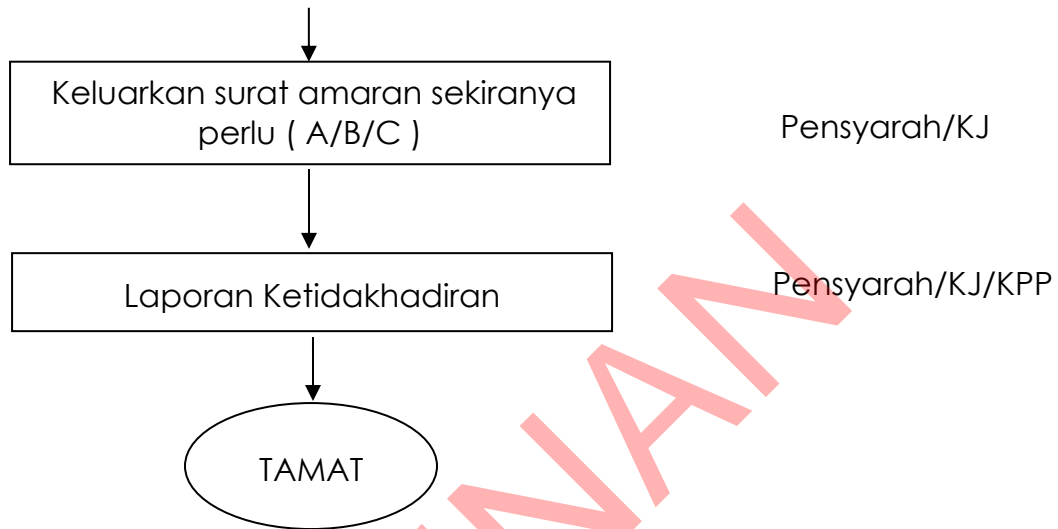 Keluarkan surat amaran sekiranya
perlu ( A/B/C )
Pensyarah/KJ
Laporan Ketidakhadiran
Pensyarah/KJ/KPP
TAMAT